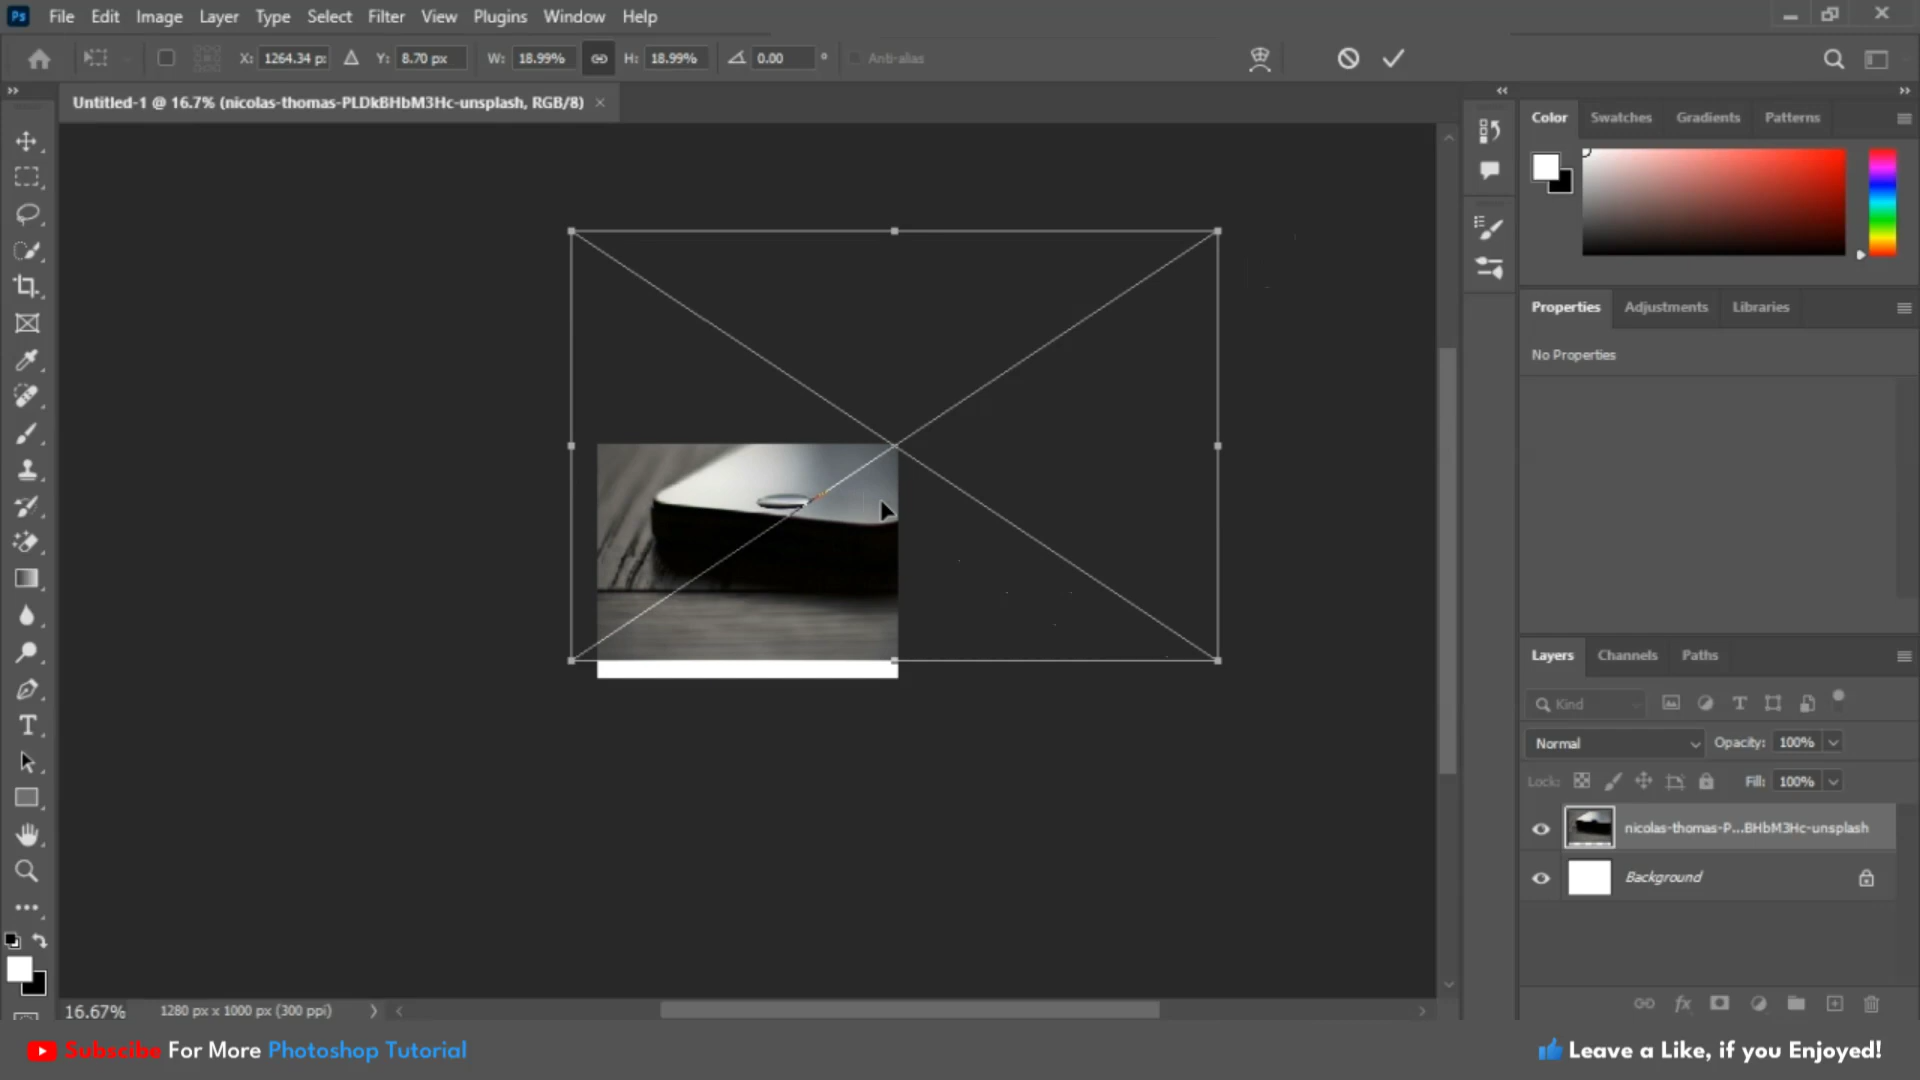 Ps File Edit Image Layer Type Select Filter View Plugins Window Help
X: 1264.34 p: Y: 8.70 px W: 18.99% H: 18.99% 0.00 ° Anti-alias
Untitled-1 @ 16.7% (nicolas-thomas-PLDkBHbM3Hc-unsplash, RGB/8) ×
Color Swatches Gradients Patterns
Properties Adjustments Libraries
No Properties
Layers Channels Paths
Kind
Normal Opacity: 100%
Lock: Fill: 100%
nicolas-thomas-P...BHbM3Hc-unsplash
Background
16.67% 1280 px x 1000 px (300 ppi)
Subscibe For More Photoshop Tutorial
Leave a Like, if you Enjoyed!